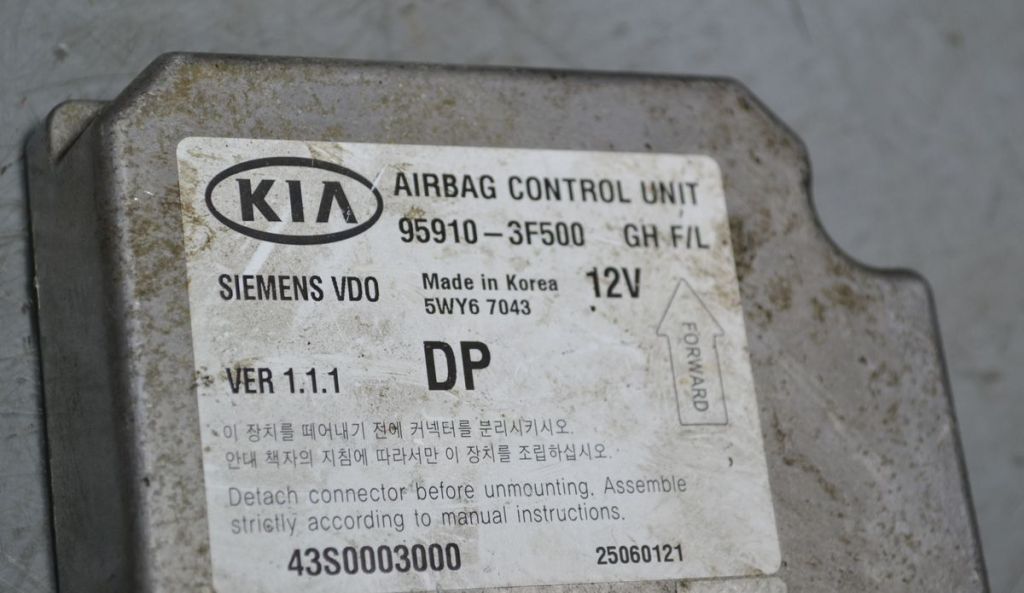 KIA AIRBAG CONTROL UNIT
95910-3F500 GH F/L
SIEMENS VDO Made in Korea 12V
5WY6 7043
FORWARD
VER 1.1.1 DP
이 장치를 떼어내기 전에 커넥터를 분리시키시오.
안내 책자의 지침에 따라서만 이 장치를 조립하십시오.
Detach connector before unmounting. Assemble
strictly according to manual instructions.
43S0003000 25060121